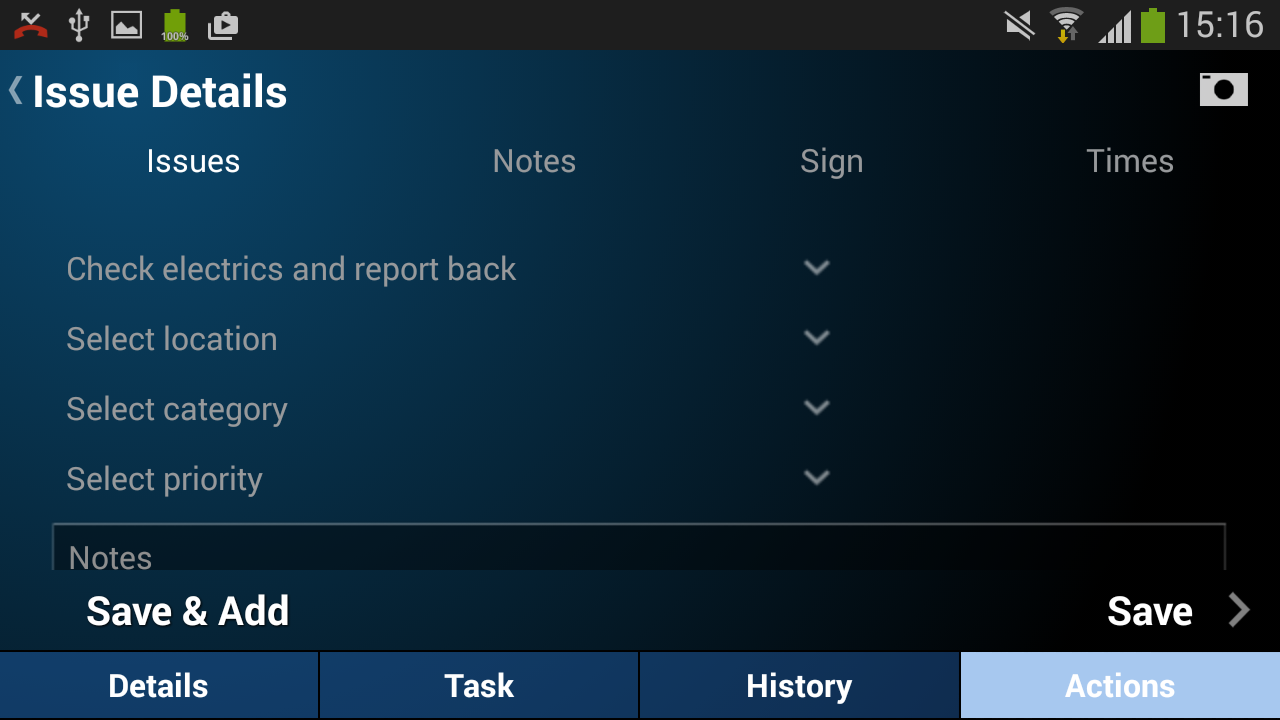 100%
15:16
Issue Details
Issues Notes Sign Times
Check electrics and report back
Select location
Select category
Select priority
Notes
Save & Add Save
Details Task History Actions